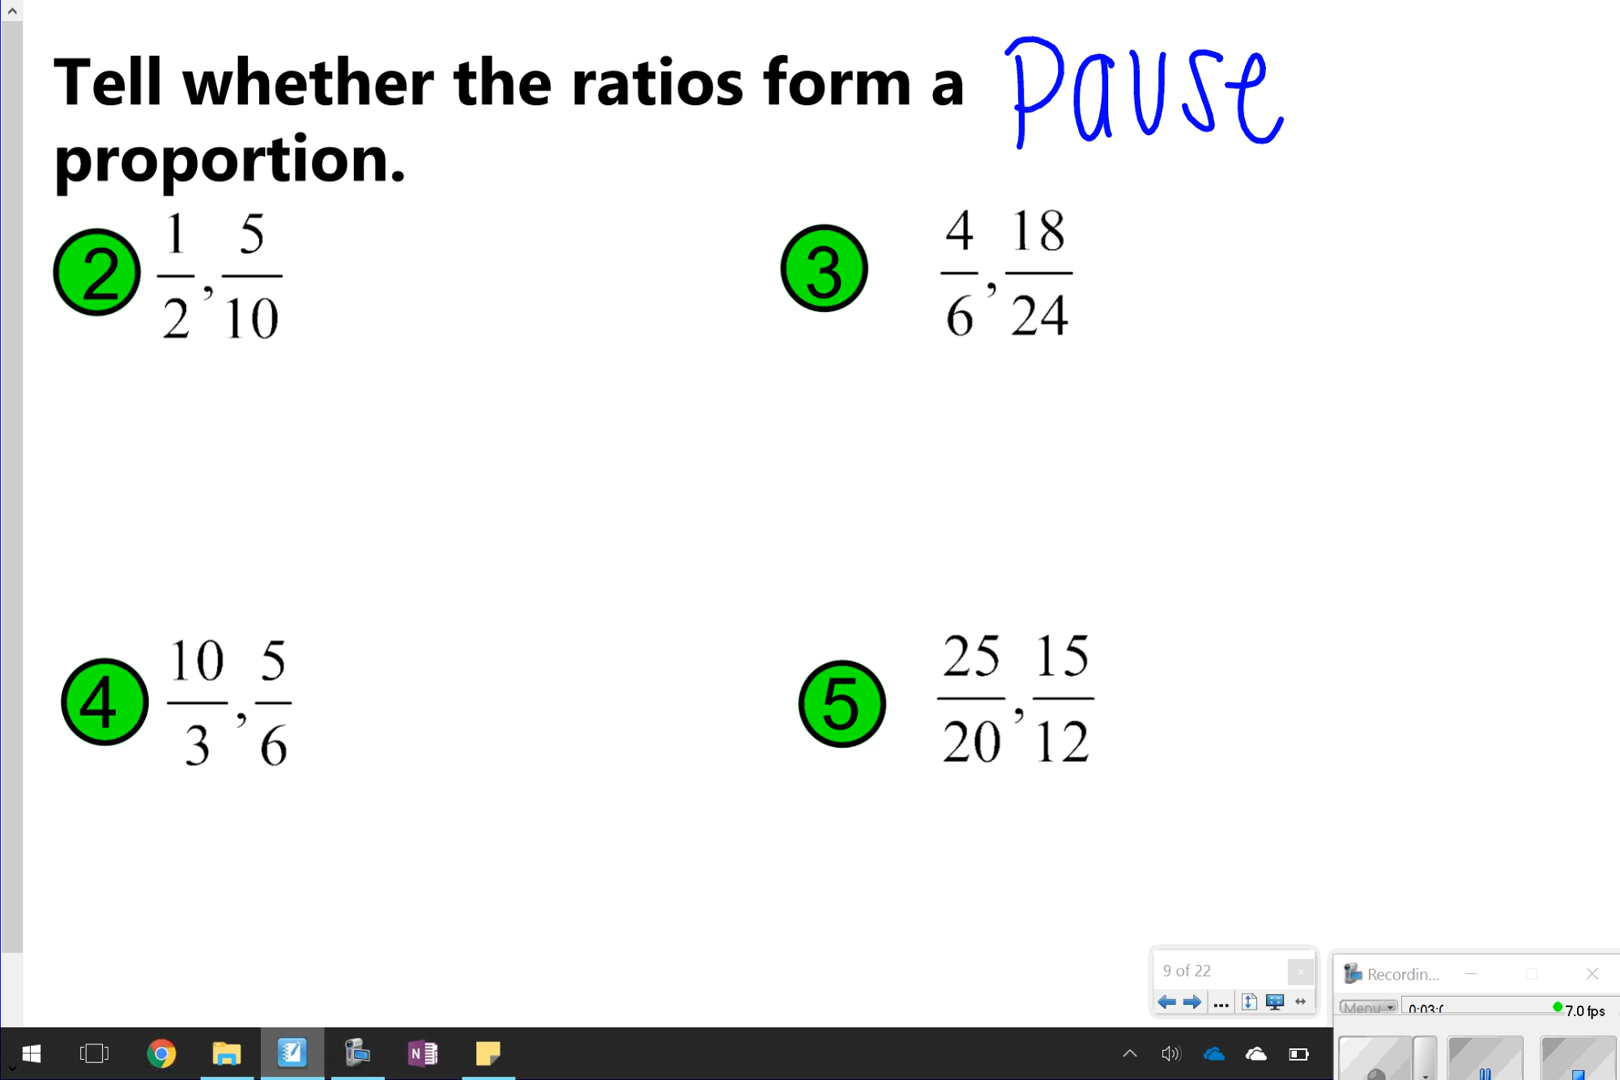 Tell whether the ratios form a Pause
proportion.
2 1/2, 5/10
3 4/6, 18/24
4 10/3, 5/6
5 25/20, 15/12
9 of 22
Recordin...
Menu
7.0 fps